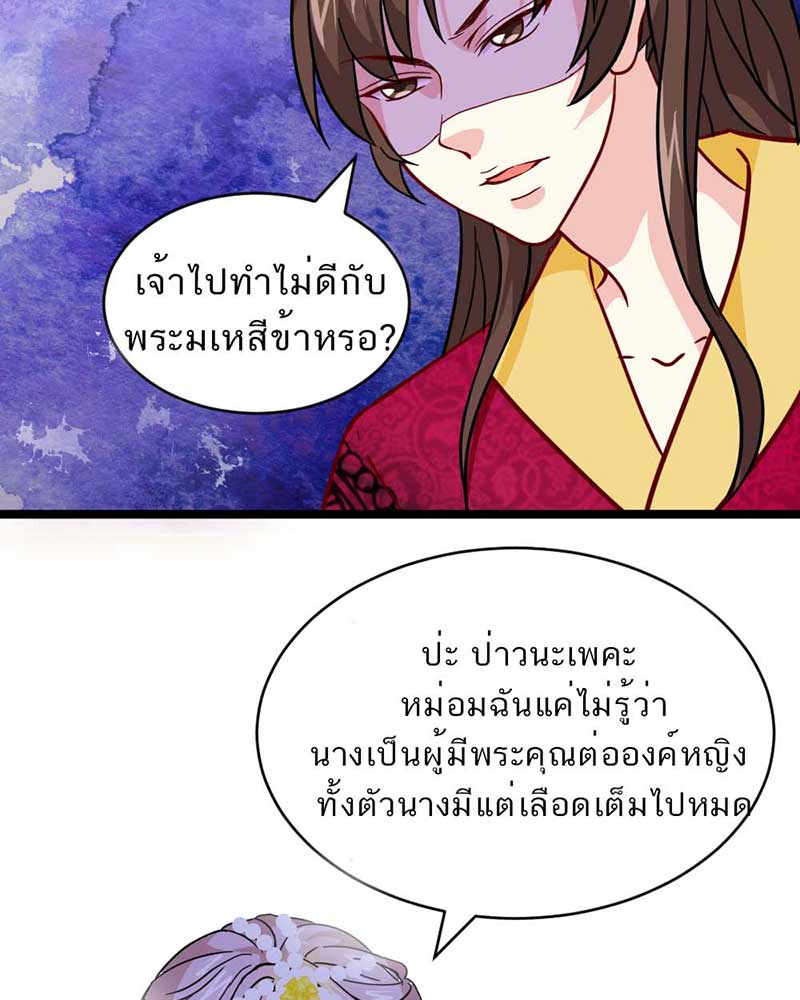 เจ้าไปทำไม่ดีกับ
พระมเหสีข้าหรอ?
ป่ะ ป่าวนะเพคะ
หม่อมฉันแค่ไม่รู้ว่า
นางเป็นผู้มีพระคุณต่อองค์หญิง
ทั้งตัวนางมีแต่เลือดเต็มไปหมด